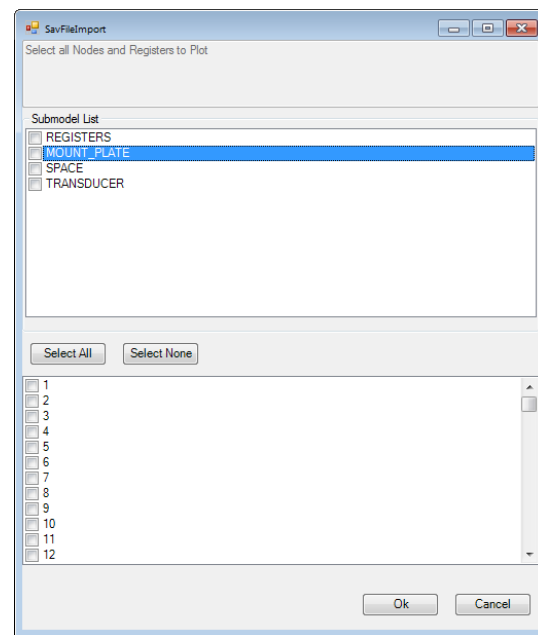 SavFileImport
Select all Nodes and Registers to Plot
Submodel List
REGISTERS
MOUNT_PLATE
SPACE
TRANSDUCER
Select All Select None
1
2
3
4
5
6
7
8
9
10
11
12
Ok Cancel